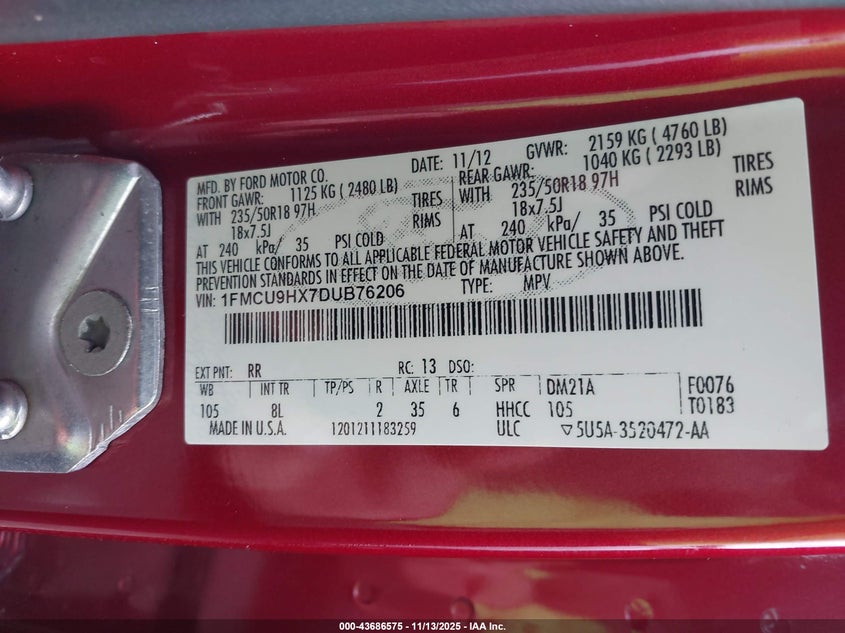 MFD. BY FORD MOTOR CO. DATE: 11/12 GVWR: 2159 KG ( 4760 LB)
FRONT GAWR: 1125 KG ( 2480 LB) REAR GAWR: 1040 KG ( 2293 LB)
WITH 235/50R18 97H TIRES WITH 235/50R18 97H TIRES
18x7.5J RIMS 18x7.5J RIMS
AT 240 kPa/ 35 PSI COLD AT 240 kPa/ 35 PSI COLD
THIS VEHICLE CONFORMS TO ALL APPLICABLE FEDERAL MOTOR VEHICLE SAFETY AND THEFT
PREVENTION STANDARDS IN EFFECT ON THE DATE OF MANUFACTURE SHOWN ABOVE.
VIN: 1FMCU9HX7DUB76206 TYPE: MPV
EXT PNT: RR RC: 13 DSO:
WB INT TR TP/PS R AXLE TR SPR DM21A F0076
105 8L 2 35 6 HHCC 105 T0183
MADE IN U.S.A. 1201211183259 ULC ▽5U5A-3520472-AA
000-43686575 - 11/13/2025 - IAA Inc.